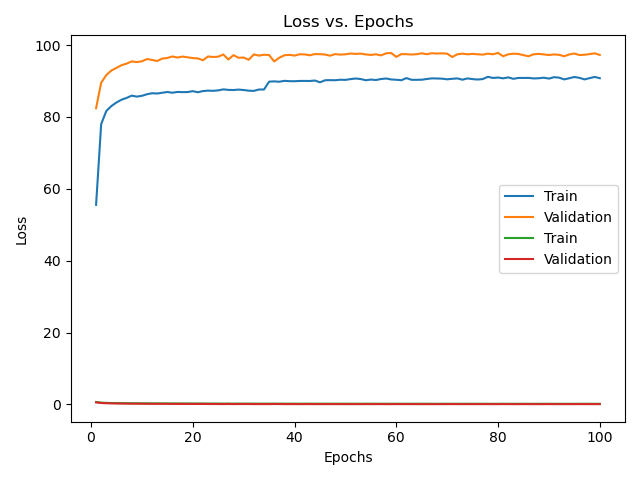 Loss vs. Epochs
100
80
60
40
20
0
Loss
Train
Validation
Train
Validation
0 20 40 60 80 100
Epochs